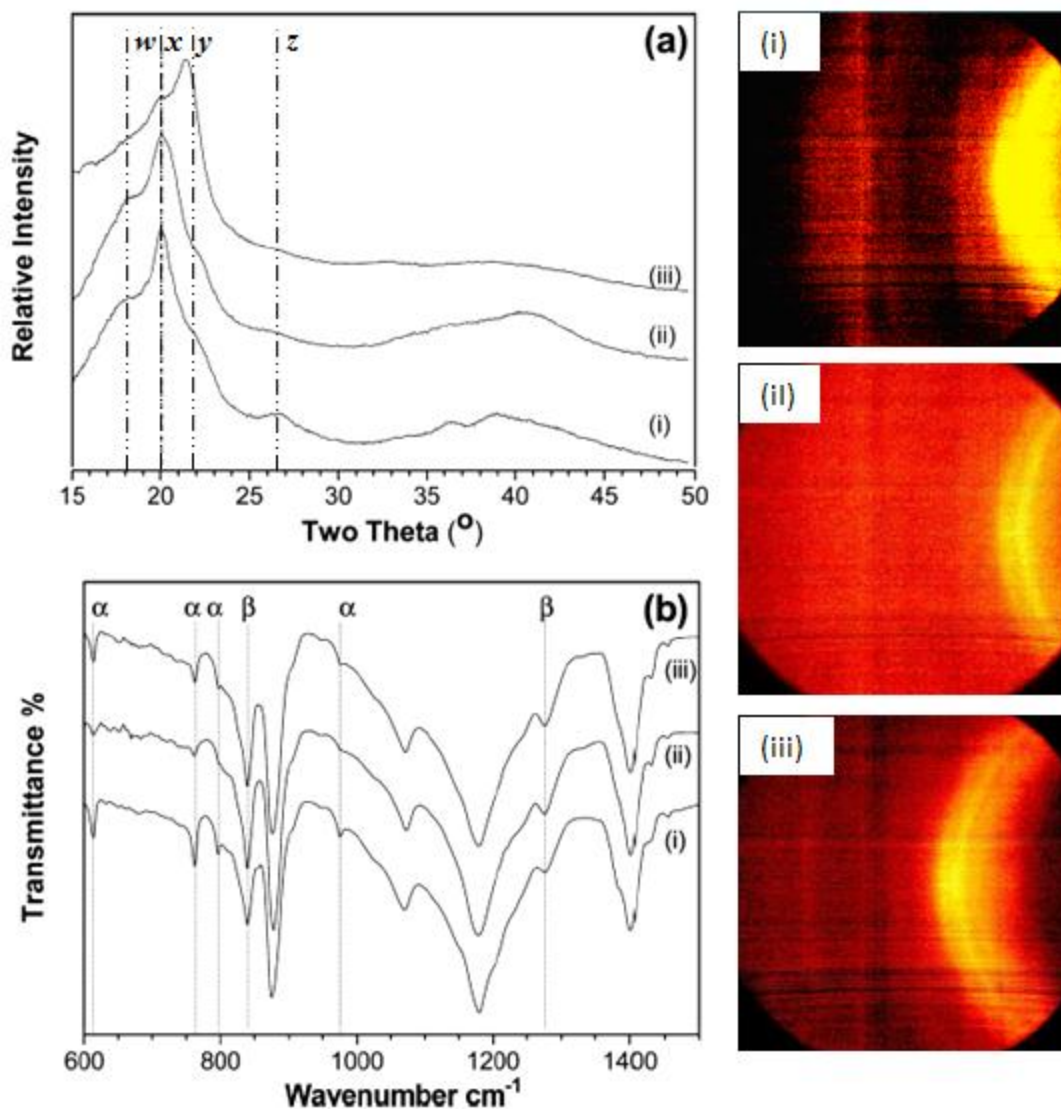 w x y z
(a)
(i)
(iii)
(ii)
(i)
Relative Intensity
15 20 25 30 35 40 45 50
Two Theta (o)
(iI)
α α α β α β
(b)
(iii)
(ii)
(i)
Transmittance %
600 800 1000 1200 1400
Wavenumber cm-1
(iii)